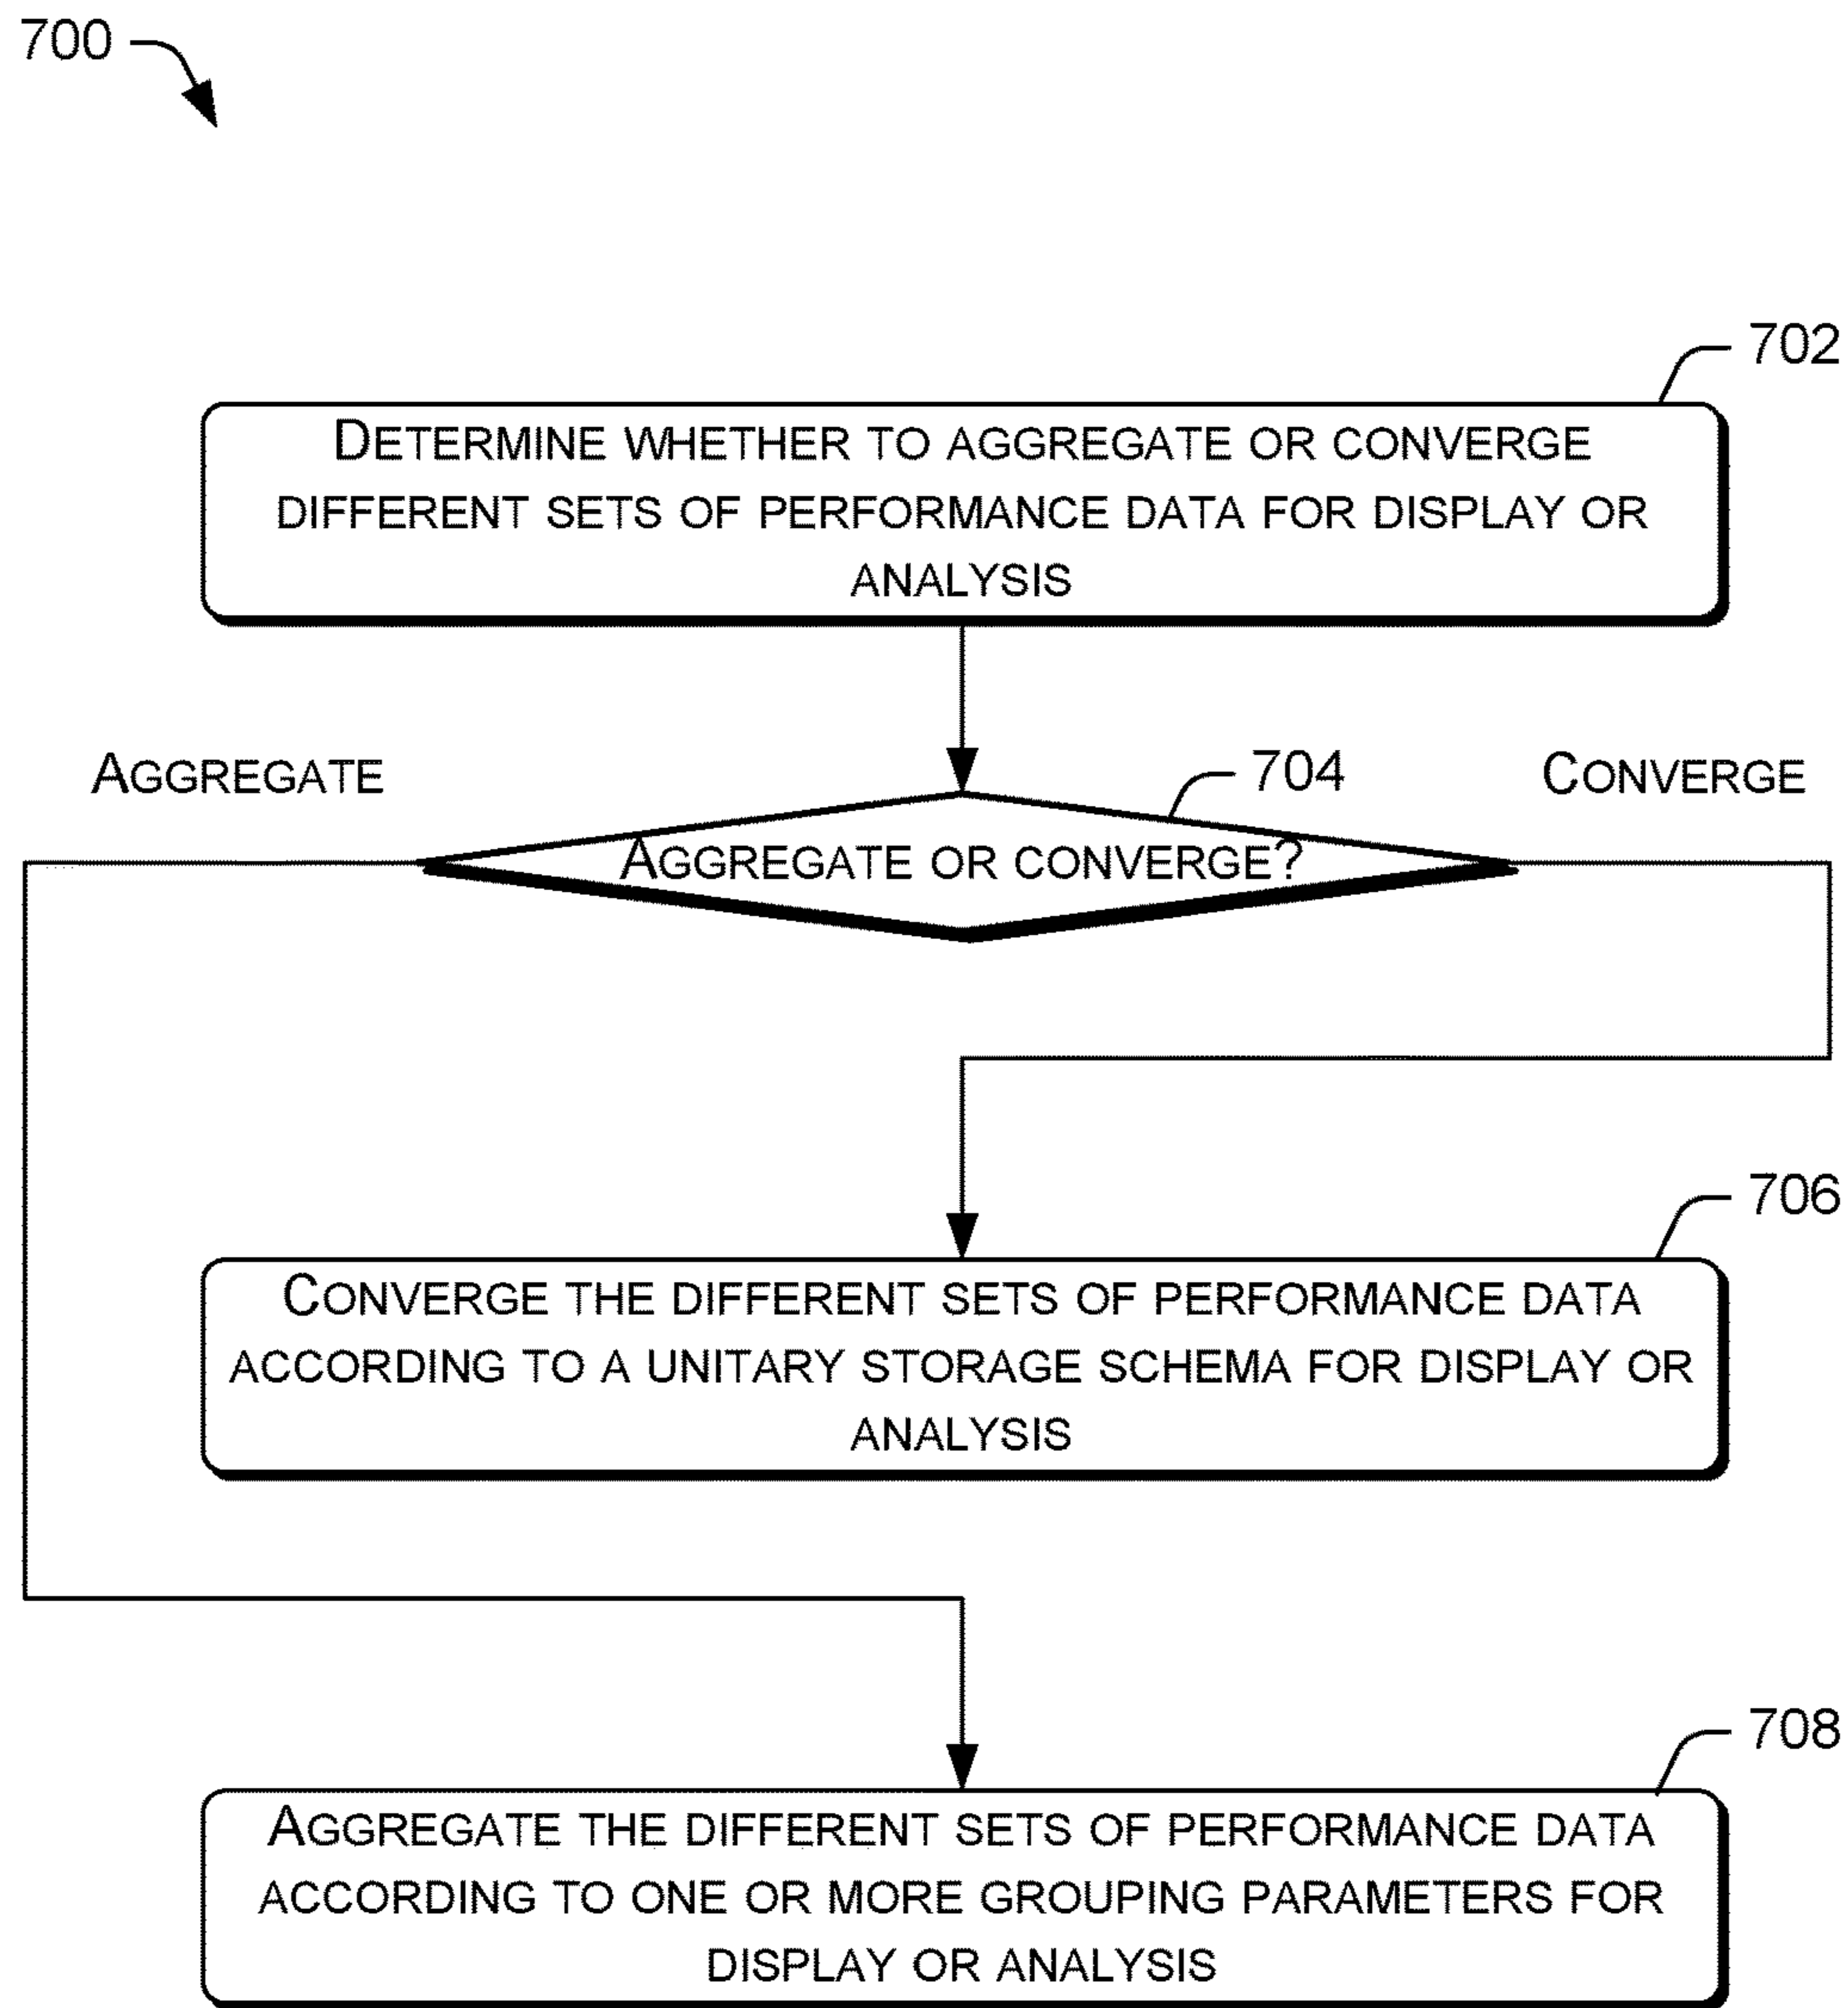 700
702
DETERMINE WHETHER TO AGGREGATE OR CONVERGE
DIFFERENT SETS OF PERFORMANCE DATA FOR DISPLAY OR
ANALYSIS
AGGREGATE
704
CONVERGE
AGGREGATE OR CONVERGE?
706
CONVERGE THE DIFFERENT SETS OF PERFORMANCE DATA
ACCORDING TO A UNITARY STORAGE SCHEMA FOR DISPLAY OR
ANALYSIS
708
AGGREGATE THE DIFFERENT SETS OF PERFORMANCE DATA
ACCORDING TO ONE OR MORE GROUPING PARAMETERS FOR
DISPLAY OR ANALYSIS